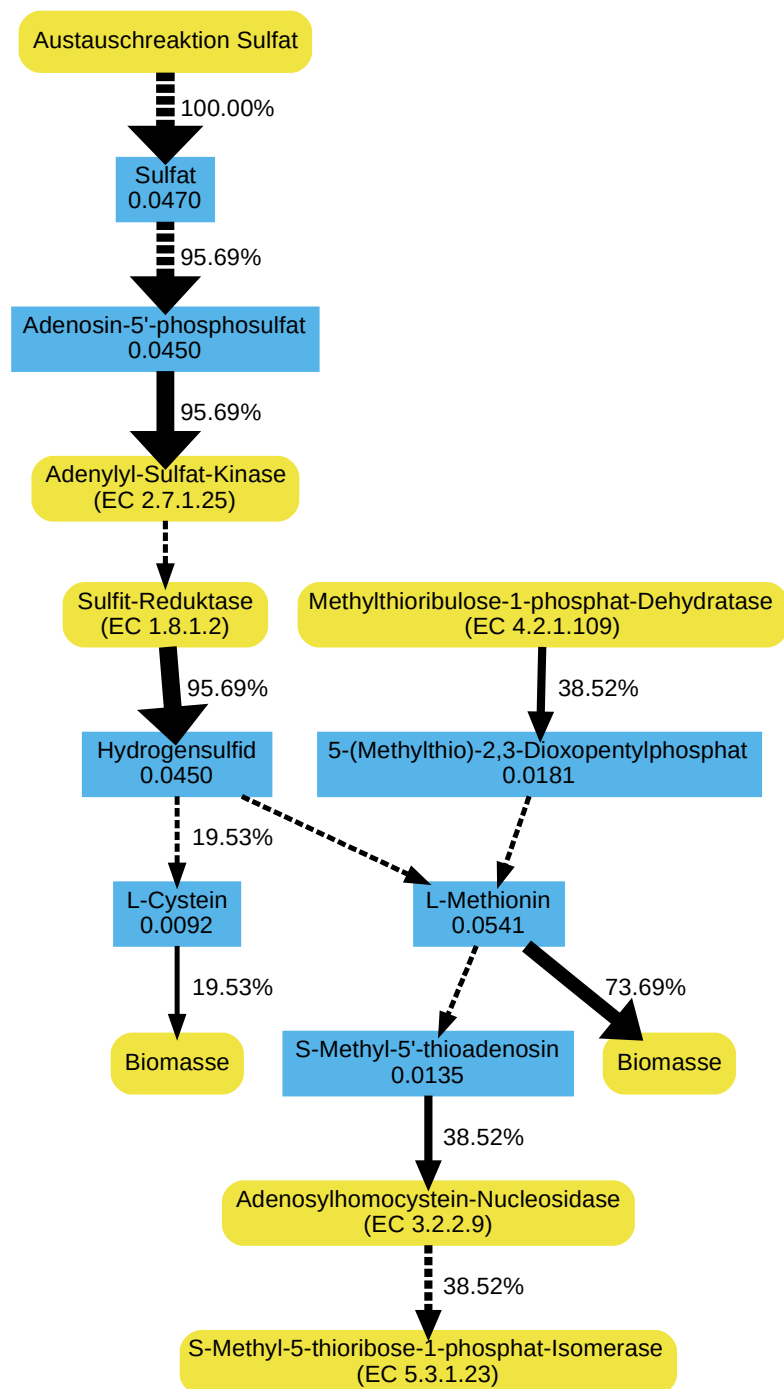 Austauschreaktion Sulfat
100.00%
Sulfat
0.0470
95.69%
Adenosin-5'-phosphosulfat
0.0450
95.69%
Adenylyl-Sulfat-Kinase
(EC 2.7.1.25)
Sulfit-Reduktase
(EC 1.8.1.2)
Methylthioribulose-1-phosphat-Dehydratase
(EC 4.2.1.109)
95.69%
38.52%
Hydrogensulfid
0.0450
5-(Methylthio)-2,3-Dioxopentylphosphat
0.0181
19.53%
L-Cystein
0.0092
L-Methionin
0.0541
19.53%
73.69%
Biomasse
S-Methyl-5'-thioadenosin
0.0135
Biomasse
38.52%
Adenosylhomocystein-Nucleosidase
(EC 3.2.2.9)
38.52%
S-Methyl-5-thioribose-1-phosphat-Isomerase
(EC 5.3.1.23)